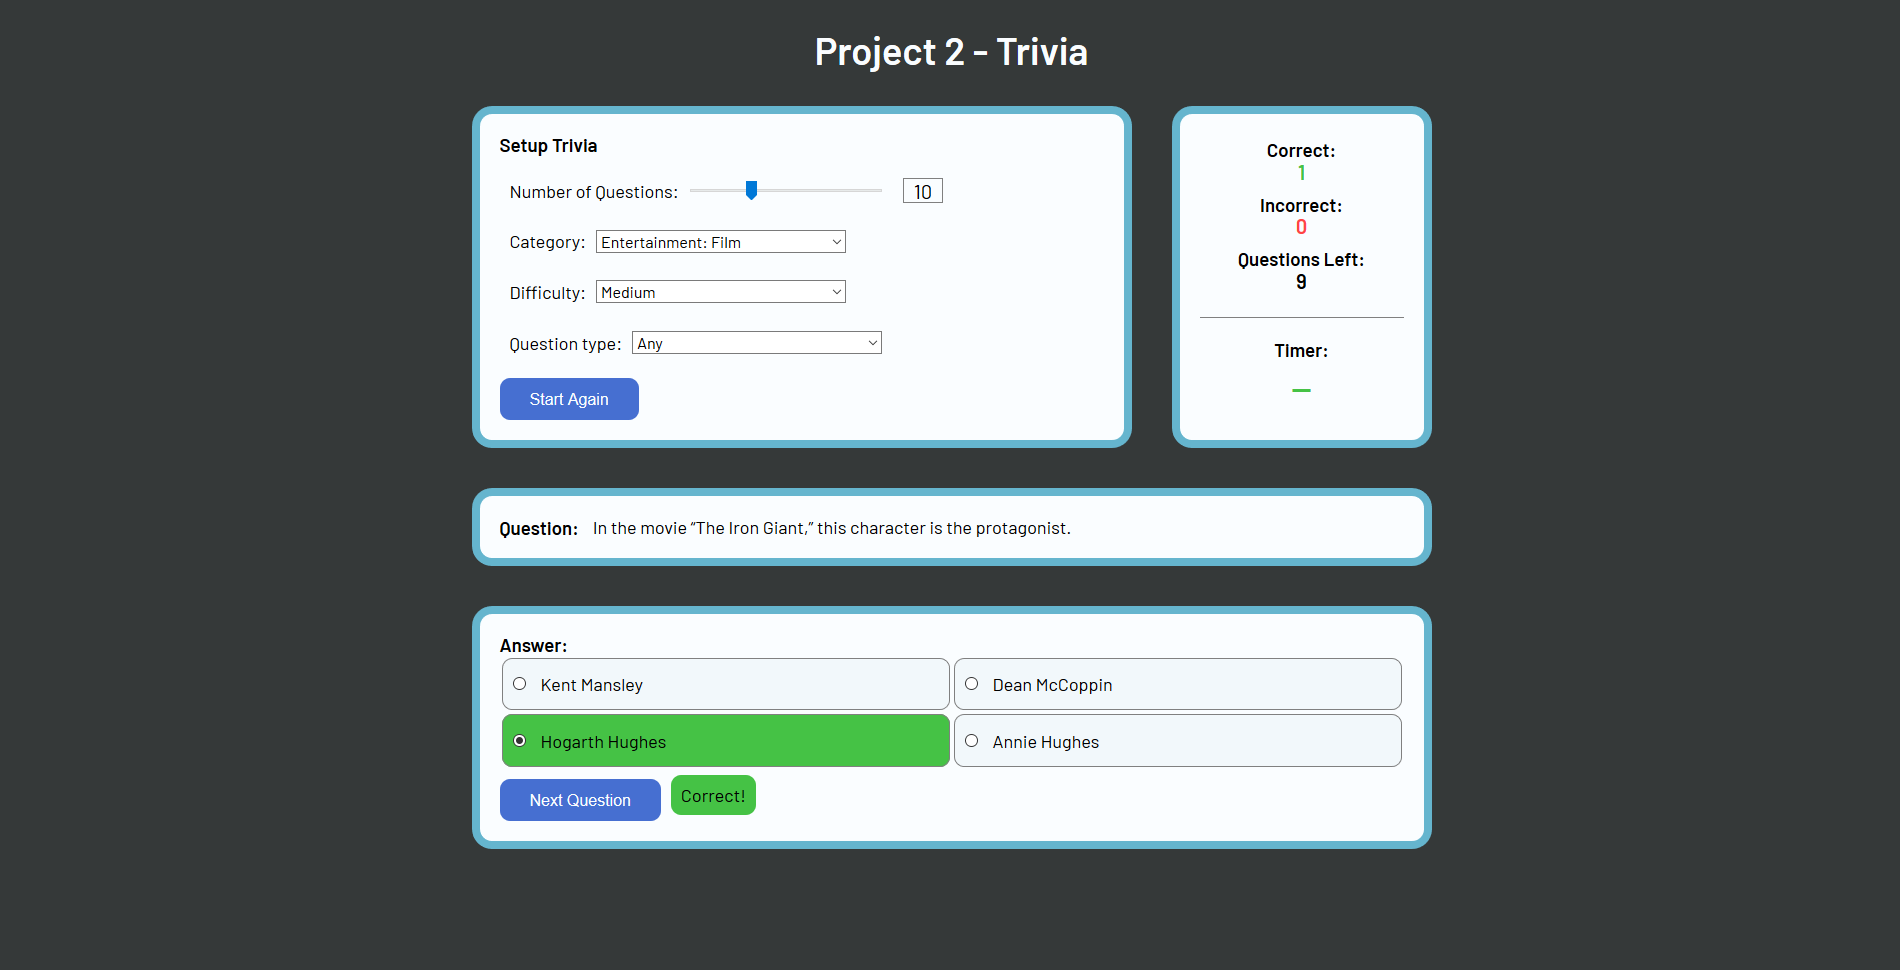 Project 2 - Trivia
Setup Trivia
Number of Questions: 10
Category: Entertainment: Film
Difficulty: Medium
Question type: Any
Start Again
Correct:
1
Incorrect:
0
Questions Left:
9
Timer:
—
Question: In the movie “The Iron Giant,” this character is the protagonist.
Answer:
Kent Mansley
Dean McCoppin
Hogarth Hughes
Annie Hughes
Next Question
Correct!